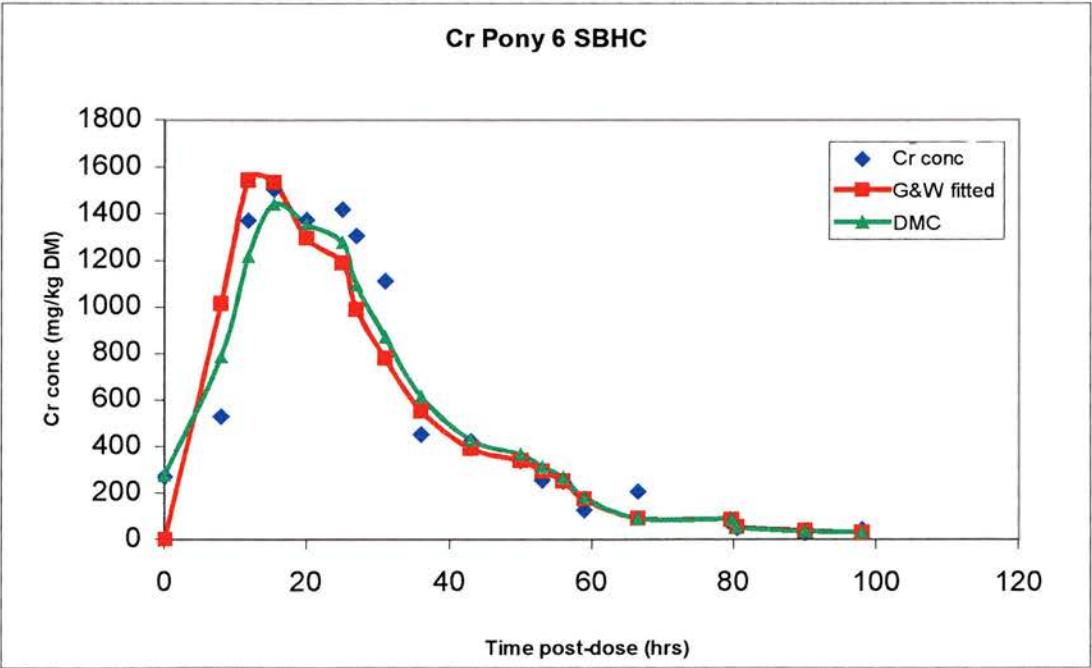 Cr Pony 6 SBHC
1800
1600
1400
1200
1000
800
600
400
200
0
Cr conc (mg/kg DM)
Cr conc
G&W fitted
DMC
0 20 40 60 80 100 120
Time post-dose (hrs)